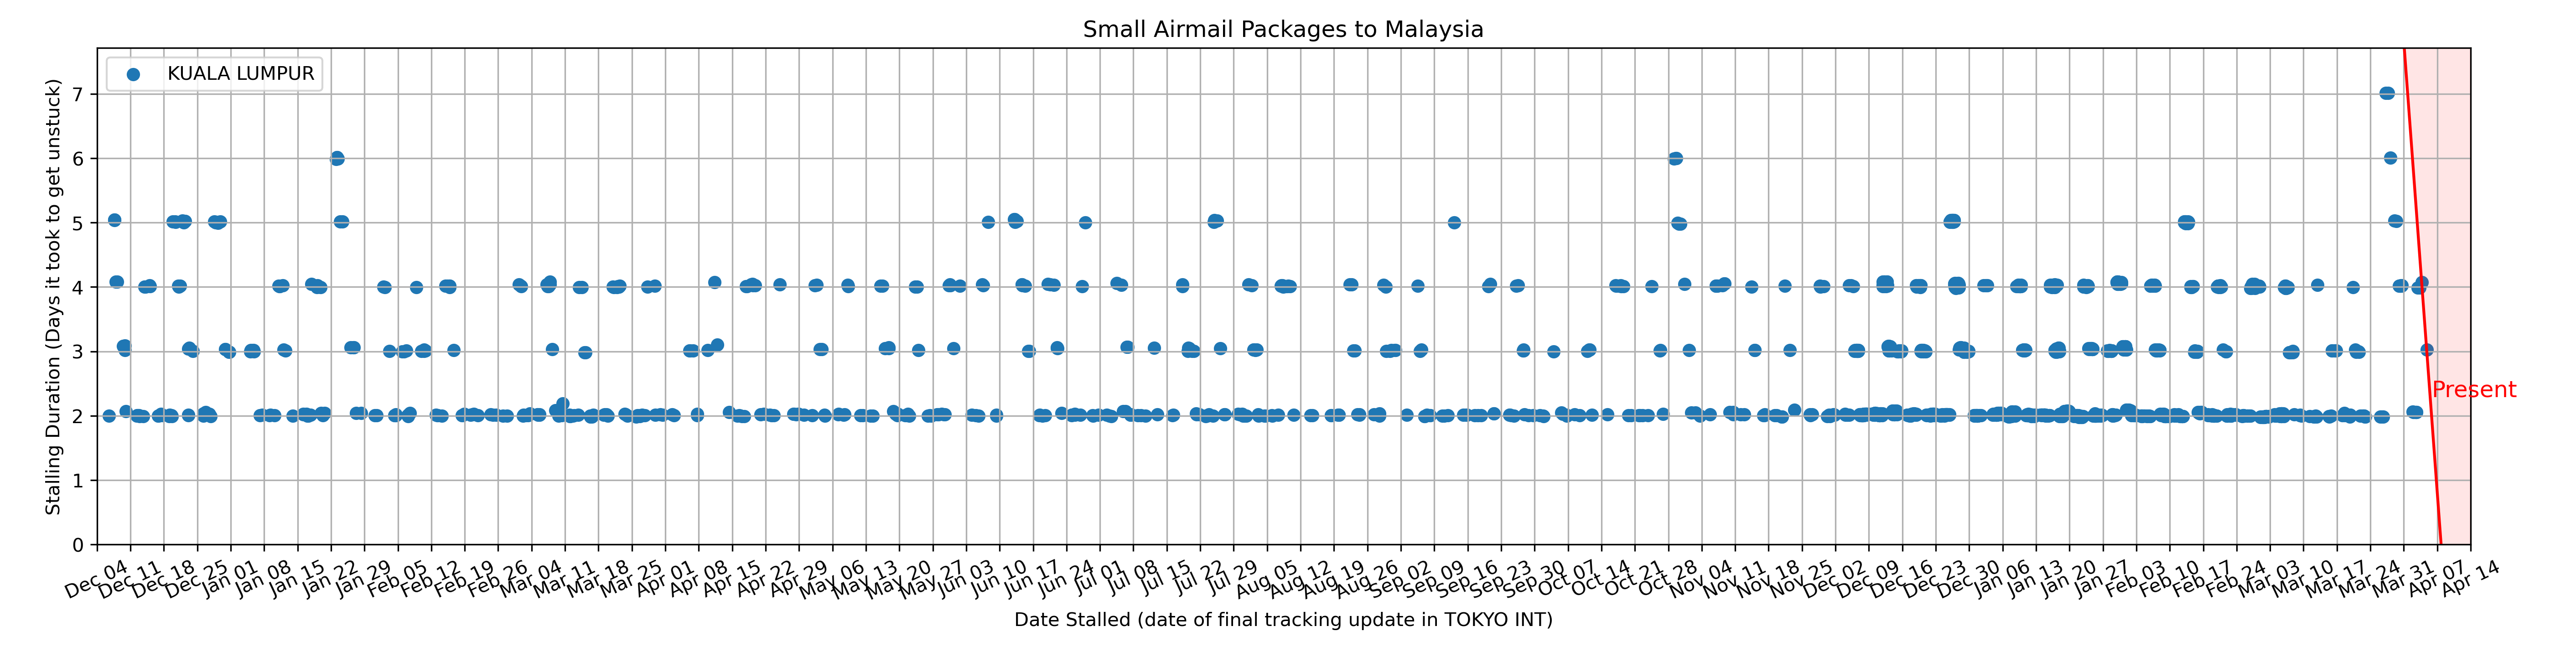 Small Airmail Packages to Malaysia
KUALA LUMPUR
Stalling Duration (Days it took to get unstuck)
7
6
5
4
3
2
1
0
Present
Dec 04
Dec 11
Dec 18
Dec 25
Jan 01
Jan 08
Jan 15
Jan 22
Jan 29
Feb 05
Feb 12
Feb 19
Feb 26
Mar 04
Mar 11
Mar 18
Mar 25
Apr 01
Apr 08
Apr 15
Apr 22
Apr 29
May 06
May 13
May 20
May 27
Jun 03
Jun 10
Jun 17
Jun 24
Jul 01
Jul 08
Jul 15
Jul 22
Jul 29
Aug 05
Aug 12
Aug 19
Aug 26
Sep 02
Sep 09
Sep 16
Sep 23
Sep 30
Oct 07
Oct 14
Oct 21
Oct 28
Nov 04
Nov 11
Nov 18
Nov 25
Dec 02
Dec 09
Dec 16
Dec 23
Dec 30
Jan 06
Jan 13
Jan 20
Jan 27
Feb 03
Feb 10
Feb 17
Feb 24
Mar 03
Mar 10
Mar 17
Mar 24
Mar 31
Apr 07
Apr 14
Date Stalled (date of final tracking update in TOKYO INT)